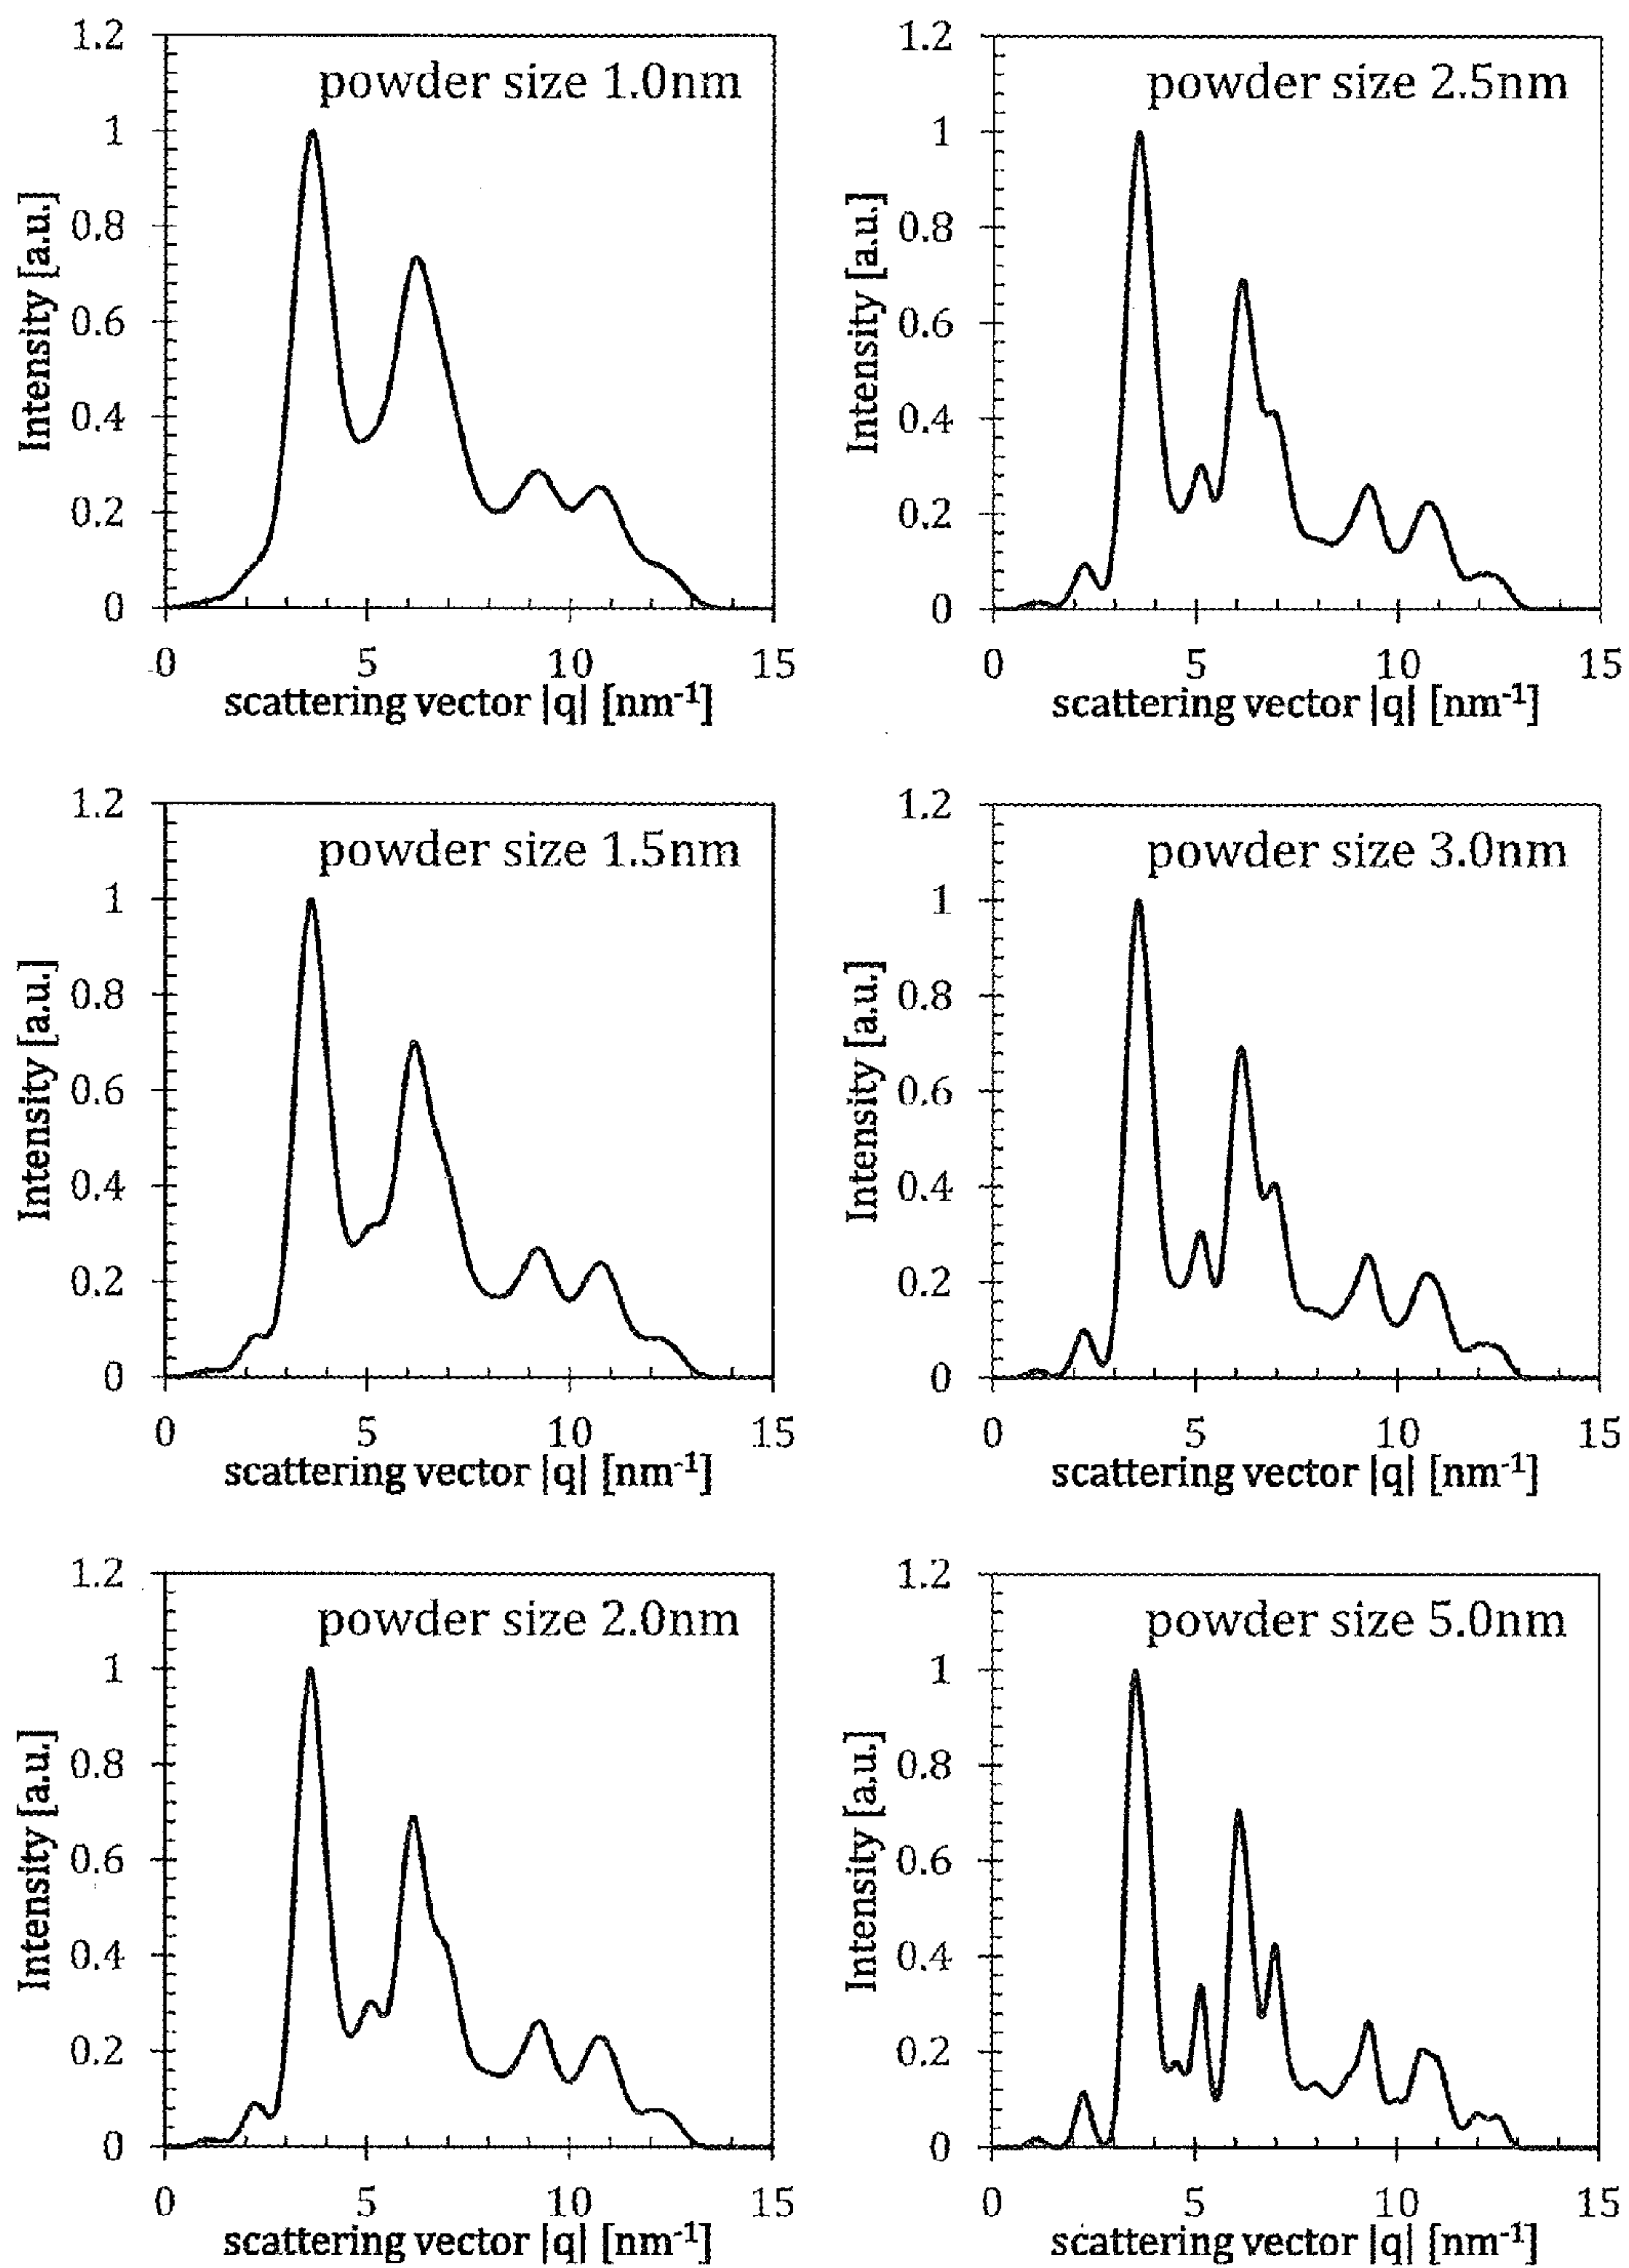 powder size 1.0nm
Intensity [a.u.]
1.2
1
0.8
0.6
0.4
0.2
0
0 5 10 15
scattering vector |q| [nm-1]
powder size 2.5nm
Intensity [a.u.]
1.2
1
0.8
0.6
0.4
0.2
0
0 5 10 15
scattering vector |q| [nm-1]
powder size 1.5nm
Intensity [a.u.]
1.2
1
0.8
0.6
0.4
0.2
0
0 5 10 15
scattering vector |q| [nm-1]
powder size 3.0nm
Intensity [a.u.]
1.2
1
0.8
0.6
0.4
0.2
0
0 5 10 15
scattering vector |q| [nm-1]
powder size 2.0nm
Intensity [a.u.]
1.2
1
0.8
0.6
0.4
0.2
0
0 5 10 15
scattering vector |q| [nm-1]
powder size 5.0nm
Intensity [a.u.]
1.2
1
0.8
0.6
0.4
0.2
0
0 5 10 15
scattering vector |q| [nm-1]